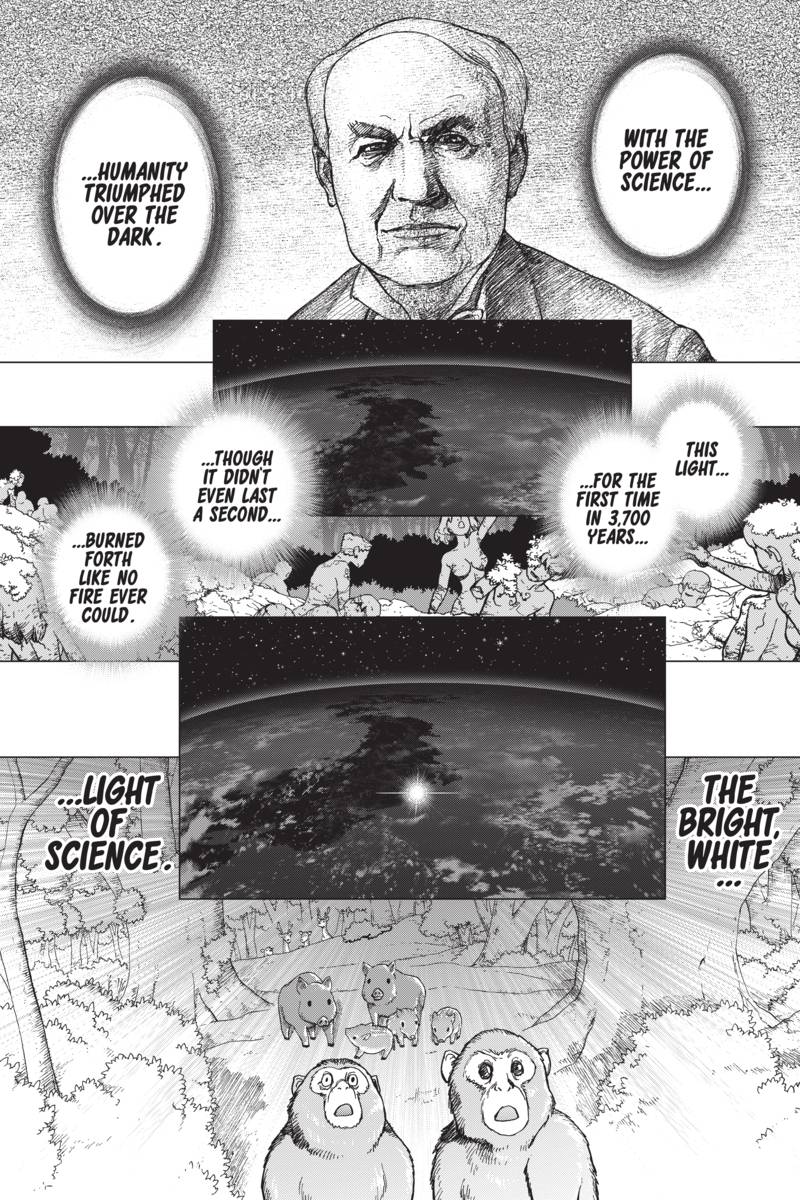 WITH THE
POWER OF
SCIENCE...
...HUMANITY
TRIUMPHED
OVER THE
DARK.
THIS
LIGHT...
...FOR THE
FIRST TIME
IN 3,700
YEARS...
...THOUGH
IT DIDN'T
EVEN LAST
A SECOND...
...BURNED
FORTH
LIKE NO
FIRE EVER
COULD.
THE
BRIGHT,
WHITE
...
...LIGHT
OF
SCIENCE.